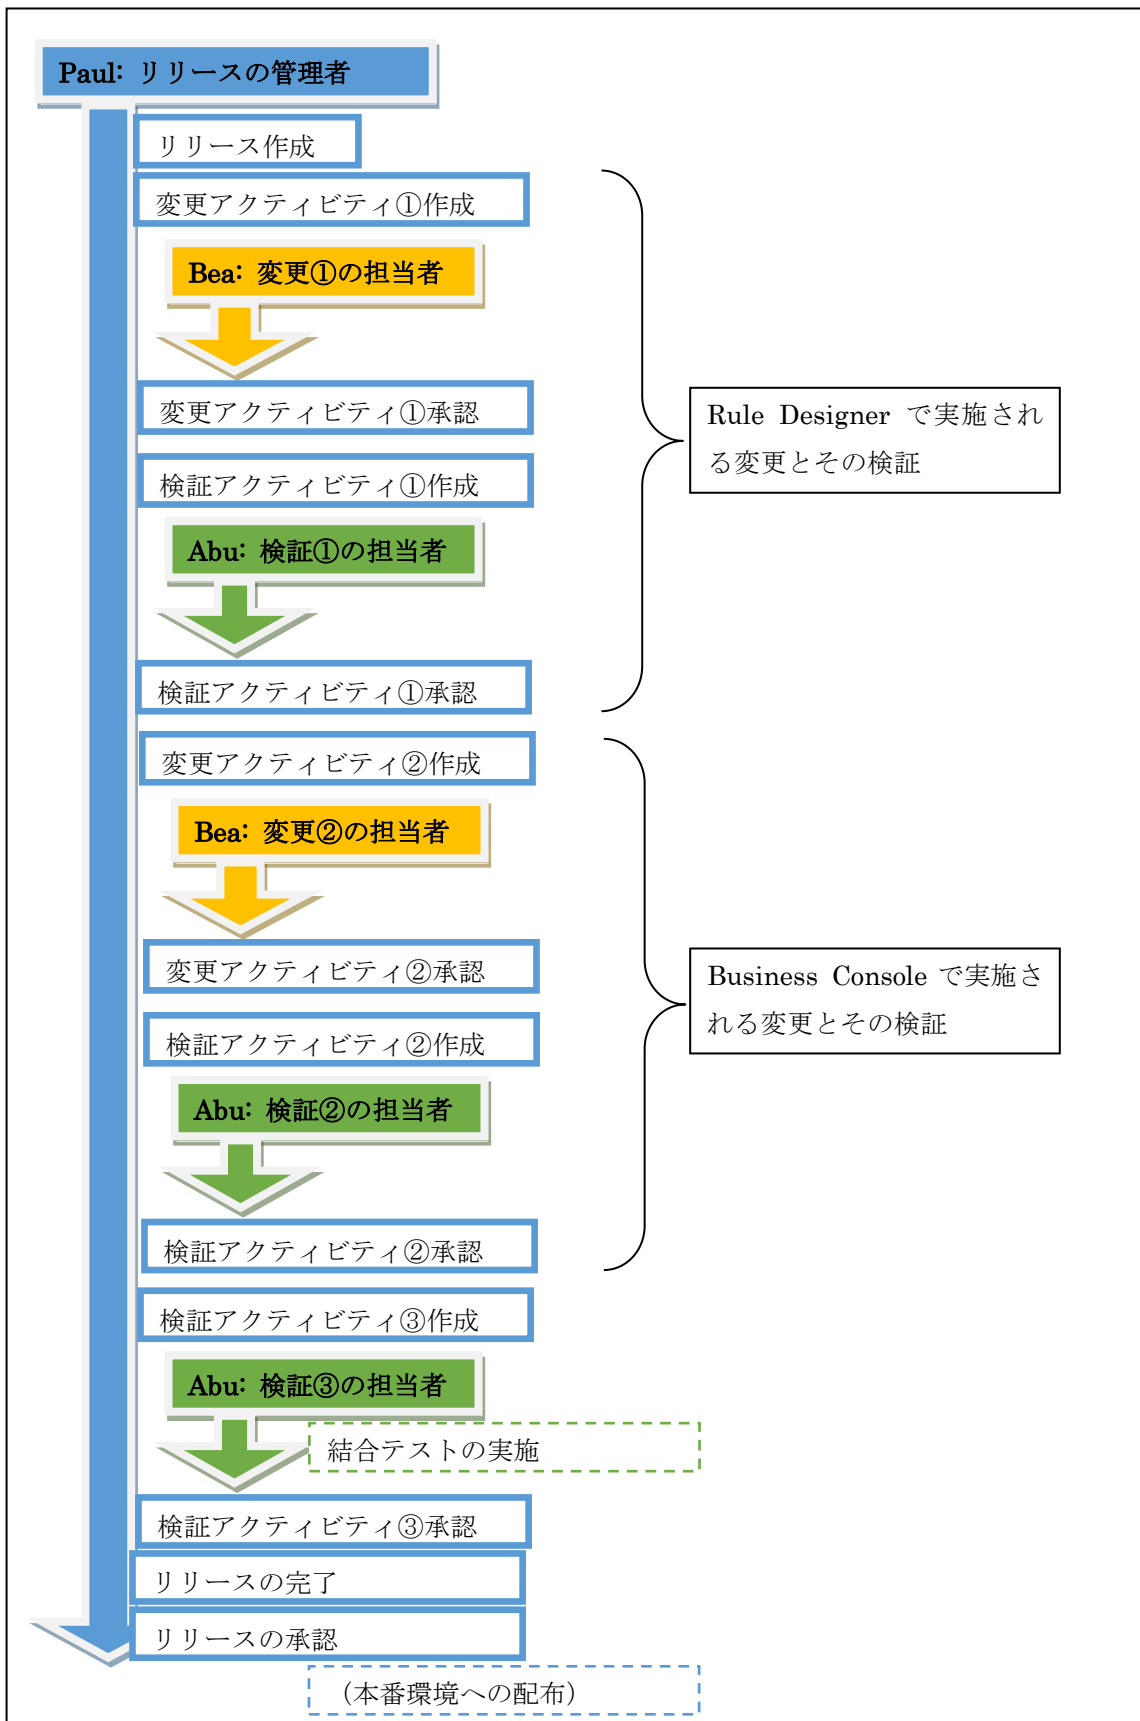 Paul: リリースの管理者
リリース作成
変更アクティビティ①作成
Bea: 変更①の担当者
変更アクティビティ①承認
検証アクティビティ①作成
Abu: 検証①の担当者
検証アクティビティ①承認
Rule Designer で実施され
る変更とその検証
変更アクティビティ②作成
Bea: 変更②の担当者
変更アクティビティ②承認
検証アクティビティ②作成
Abu: 検証②の担当者
検証アクティビティ②承認
Business Console で実施さ
れる変更とその検証
検証アクティビティ③作成
Abu: 検証③の担当者
結合テストの実施
検証アクティビティ③承認
リリースの完了
リリースの承認
（本番環境への配布）